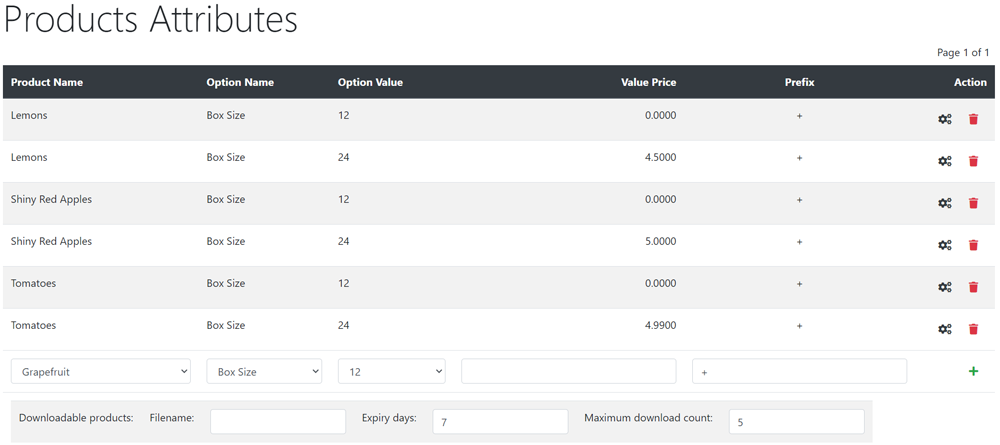 Products Attributes
Page 1 of 1
Product Name Option Name Option Value Value Price Prefix Action
Lemons Box Size 12 0.0000 +
Lemons Box Size 24 4.5000 +
Shiny Red Apples Box Size 12 0.0000 +
Shiny Red Apples Box Size 24 5.0000 +
Tomatoes Box Size 12 0.0000 +
Tomatoes Box Size 24 4.9900 +
Grapefruit Box Size 12 +
Downloadable products: Filename: Expiry days: 7 Maximum download count: 5